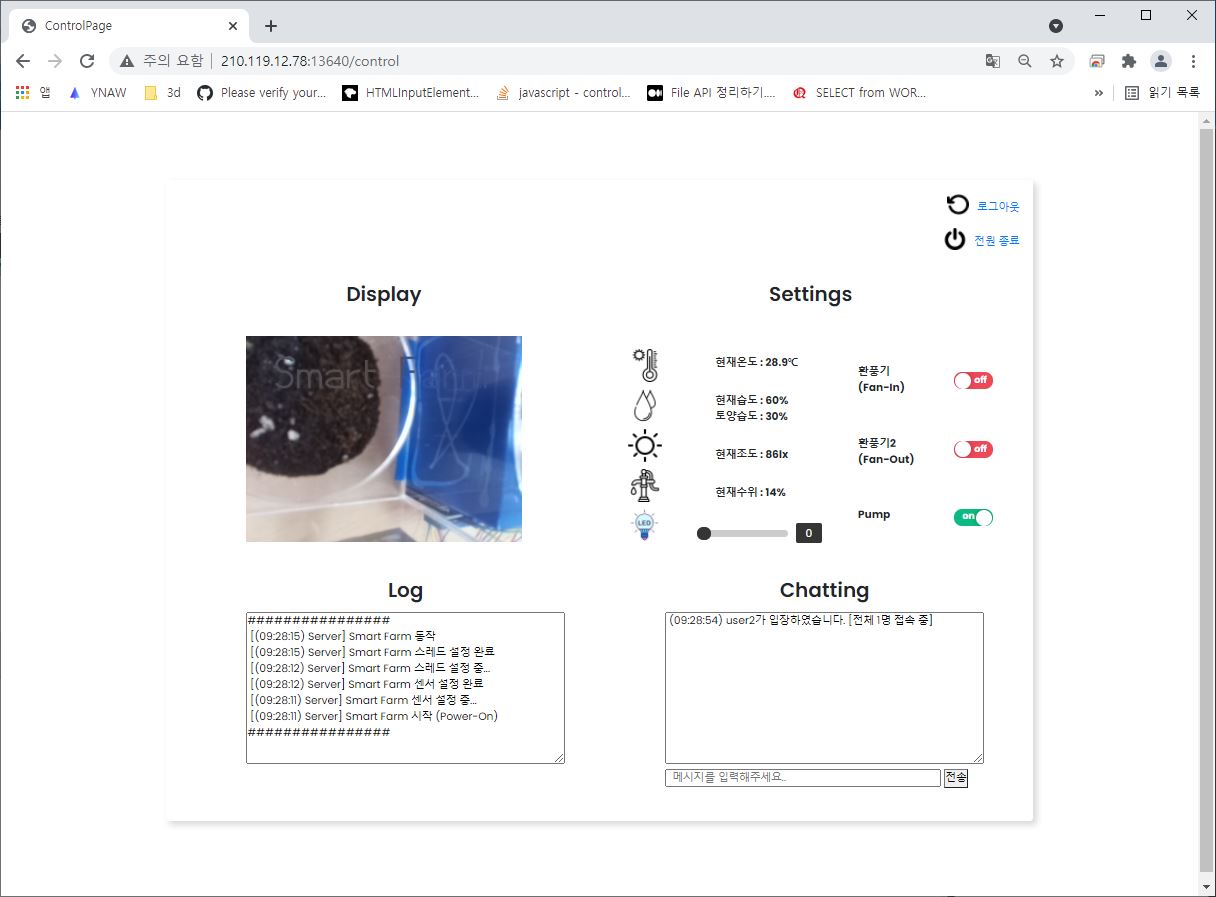 ControlPage
주의 요함
210.119.12.78:13640/control
앱
YNAW
3d
Please verify your...
HTMLInputElement...
javascript - control...
File API 정리하기....
SELECT from WOR...
»
읽기 목록
로그아웃
전원 종료
Display
Settings
Smart Farm
현재온도 : 28.9℃
환풍기
(Fan-In)
off
현재습도 : 60%
토양습도 : 30%
환풍기2
(Fan-Out)
off
현재조도 : 86lx
현재수위 : 14%
Pump
on
LED
0
Log
Chatting
################
[(09:28:15) Server] Smart Farm 동작
[(09:28:15) Server] Smart Farm 스레드 설정 완료
[(09:28:12) Server] Smart Farm 스레드 설정 중...
[(09:28:12) Server] Smart Farm 센서 설정 완료
[(09:28:11) Server] Smart Farm 센서 설정 중...
[(09:28:11) Server] Smart Farm 시작 (Power-On)
################
(09:28:54) user2가 입장하였습니다. [전체 1명 접속 중]
메시지를 입력해주세요..
전송